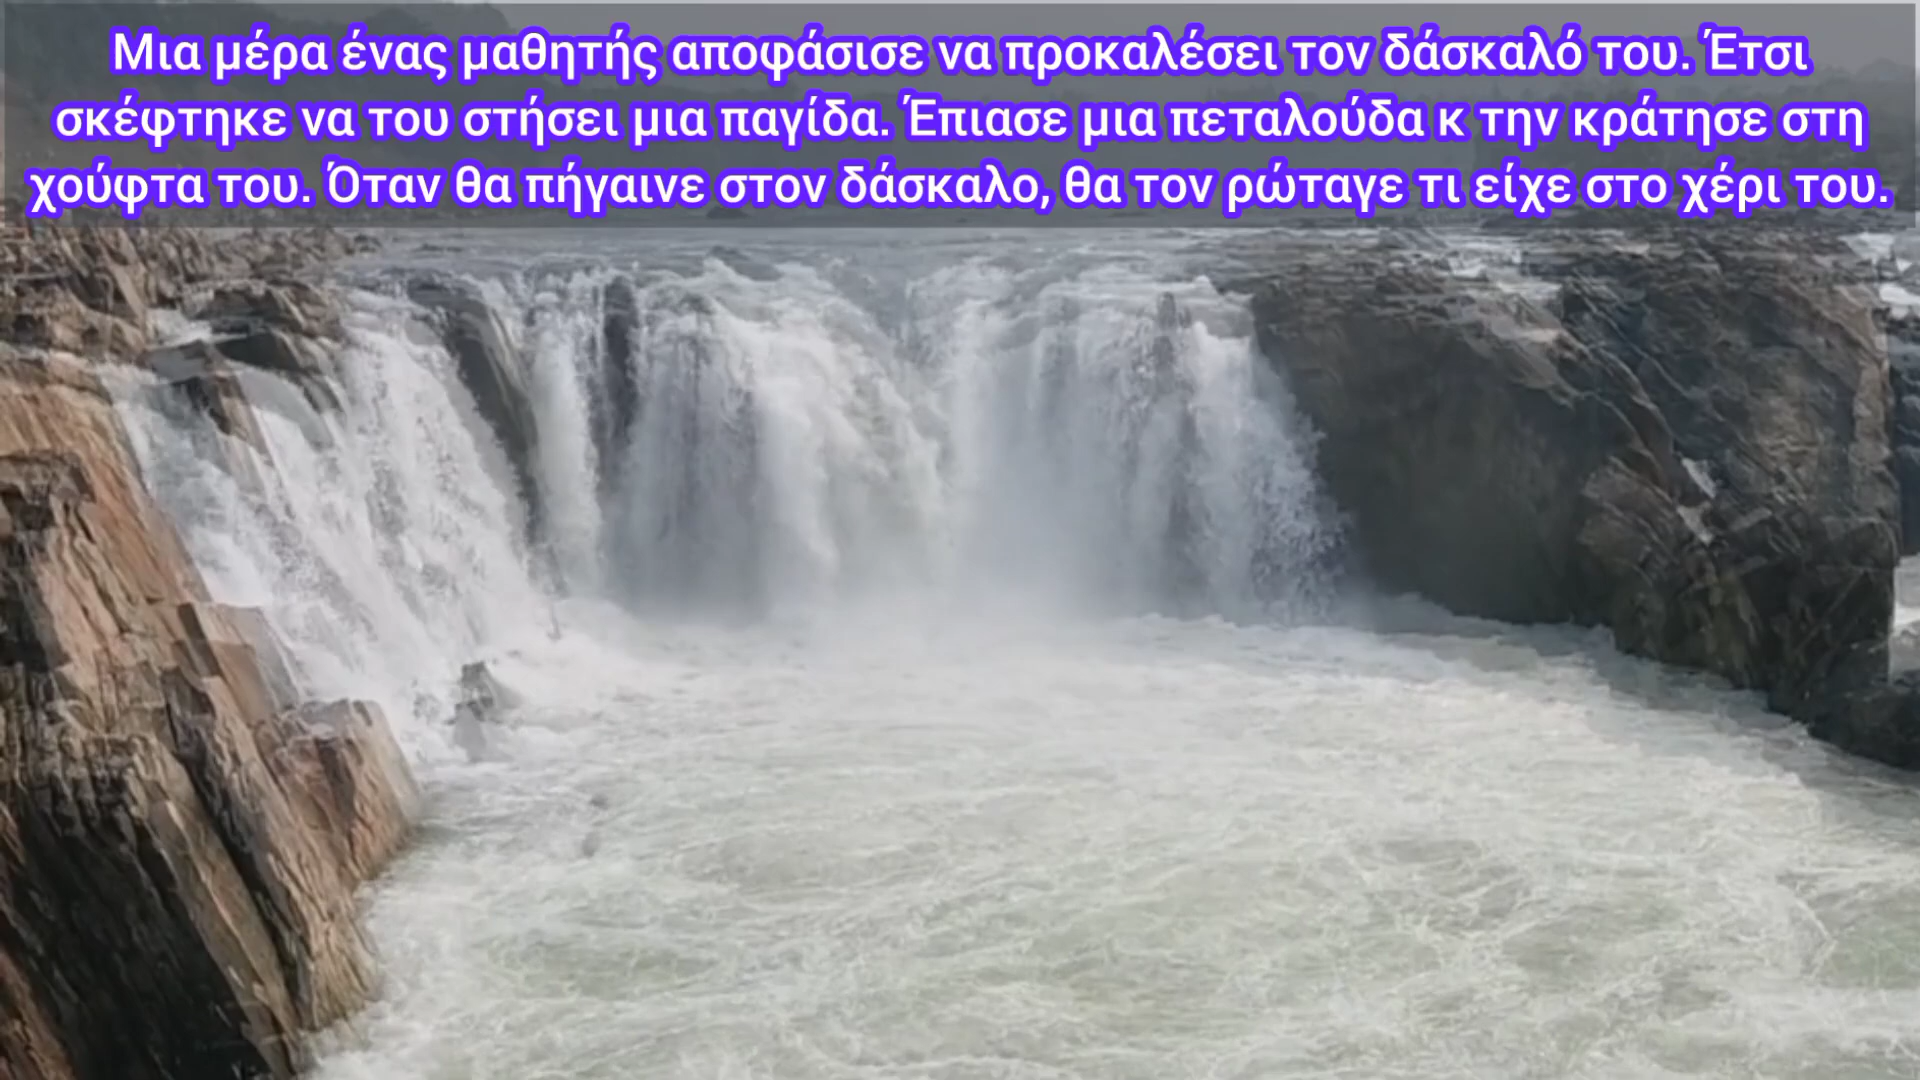 Μια μέρα ένας μαθητής αποφάσισε να προκαλέσει τον δάσκαλό του. Έτσι
σκέφτηκε να του στήσει μια παγίδα. Έπιασε μια πεταλούδα κ την κράτησε στη
χούφτα του. Όταν θα πήγαινε στον δάσκαλο, θα τον ρώταγε τι είχε στο χέρι του.